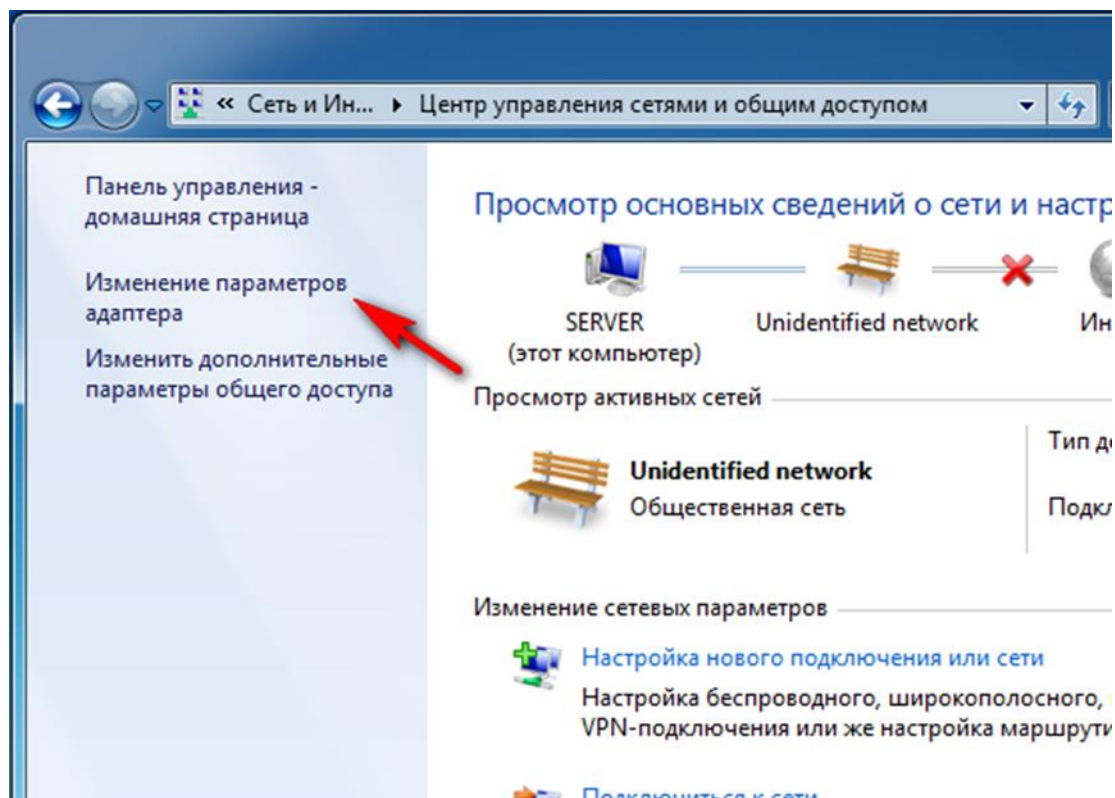 « Сеть и Ин... ▸ Центр управления сетями и общим доступом
Панель управления -
домашняя страница
Изменение параметров
адаптера
Изменить дополнительные
параметры общего доступа
Просмотр основных сведений о сети и настр
SERVER
(этот компьютер)
Unidentified network
Ин
Просмотр активных сетей
Unidentified network
Общественная сеть
Тип д
Подкл
Изменение сетевых параметров
Настройка нового подключения или сети
Настройка беспроводного, широкополосного,
VPN-подключения или же настройка маршрути
Подключиться к сети